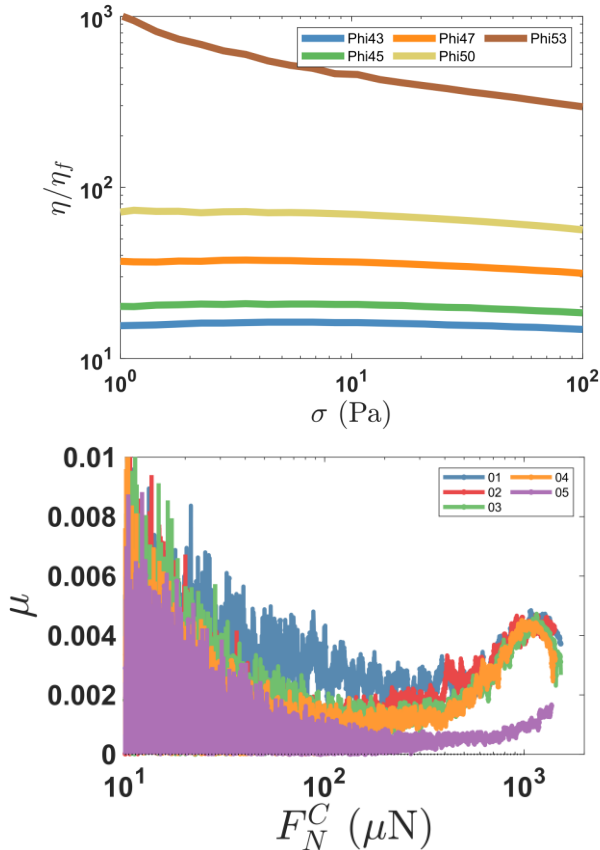 10³
Phi43 Phi47 Phi53
Phi45 Phi50
η/η_f
10²
10¹
10⁰ 10¹ 10²
σ (Pa)
0.01
01 04
02 05
03
0.008
0.006
μ
0.004
0.002
0
10¹ 10² 10³
F_N^C (μN)